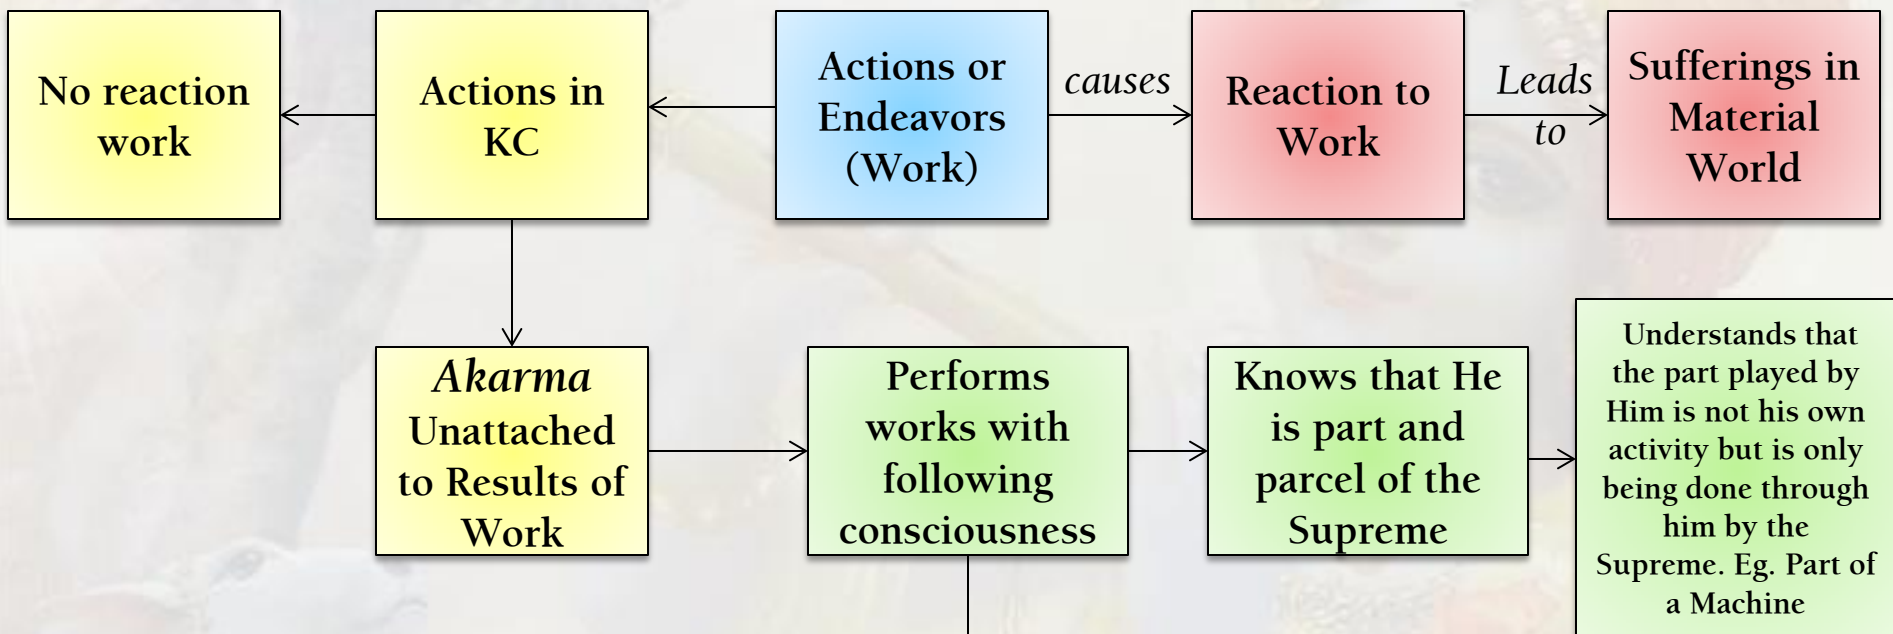 No reaction
work
Actions in
KC
Actions or
Endeavors
(Work)
causes
Reaction to
Work
Leads
to
Sufferings in
Material
World
Akarma
Unattached
to Results of
Work
Performs
works with
following
consciousness
Knows that He
is part and
parcel of the
Supreme
Understands that
the part played by
Him is not his own
activity but is only
being done through
him by the
Supreme. Eg. Part of
a Machine